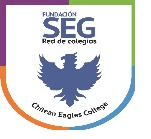 FUNDACIÓN
SEG
Red de colegios
Chilean Eagles College